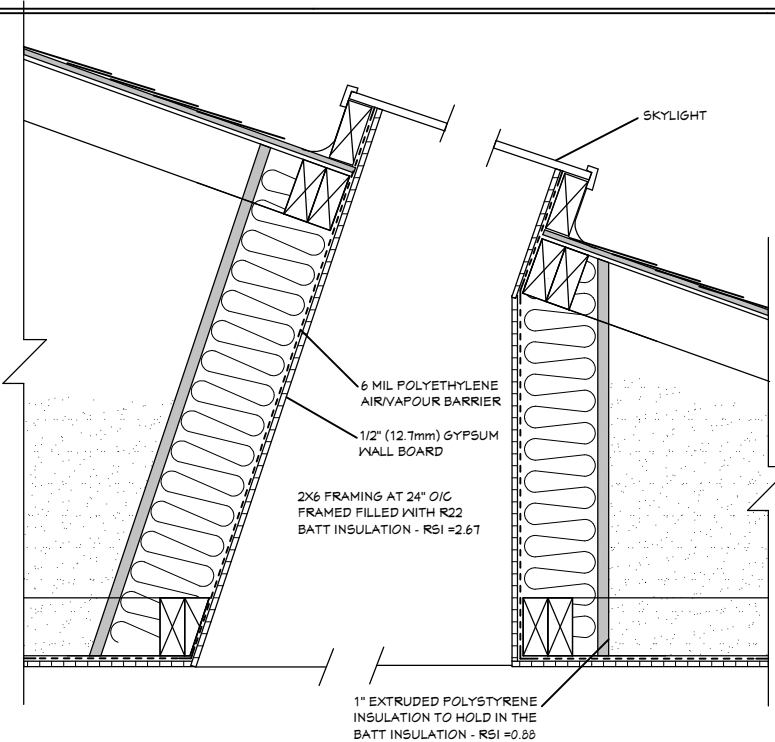 SKYLIGHT
6 MIL POLYETHYLENE
AIR/VAPOUR BARRIER
1/2" (12.7mm) GYPSUM
WALL BOARD
2X6 FRAMING AT 24" O/C
FRAMED FILLED WITH R22
BATT INSULATION - RSI =2.67
1" EXTRUDED POLYSTYRENE
INSULATION TO HOLD IN THE
BATT INSULATION - RSI =0.88